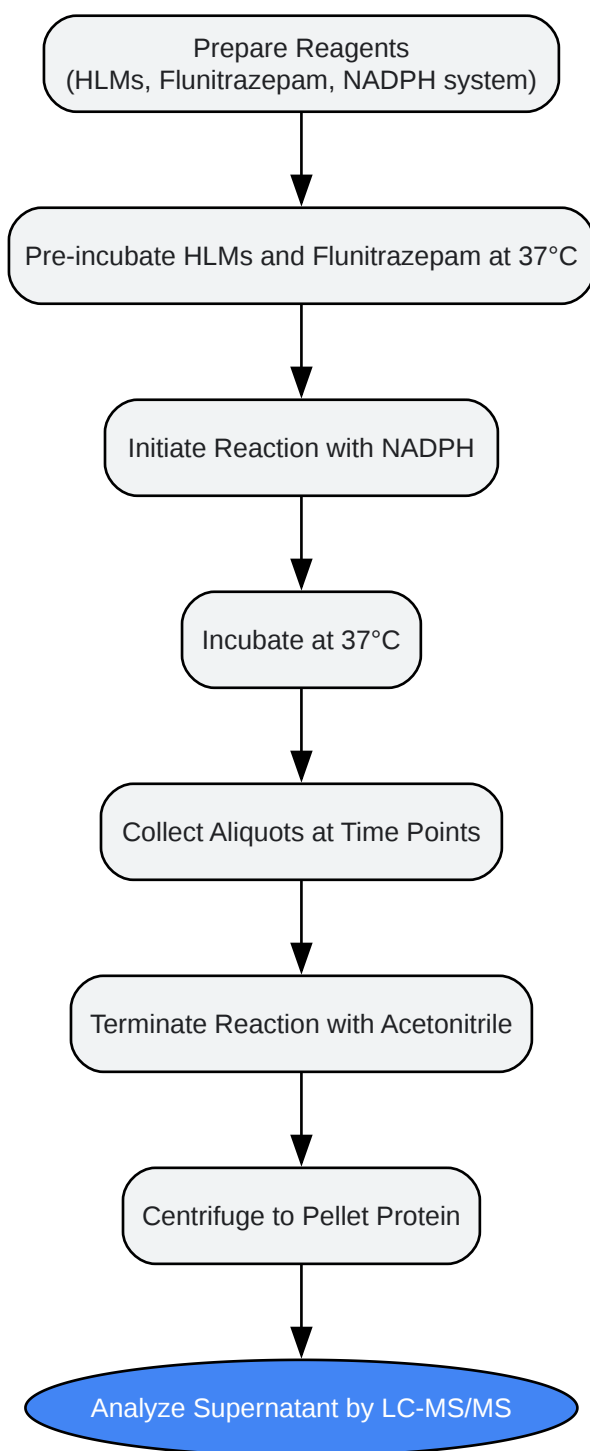 Prepare Reagents
(HLMs, Flunitrazepam, NADPH system)
Pre-incubate HLMs and Flunitrazepam at 37°C
Initiate Reaction with NADPH
Incubate at 37°C
Collect Aliquots at Time Points
Terminate Reaction with Acetonitrile
Centrifuge to Pellet Protein
Analyze Supernatant by LC-MS/MS